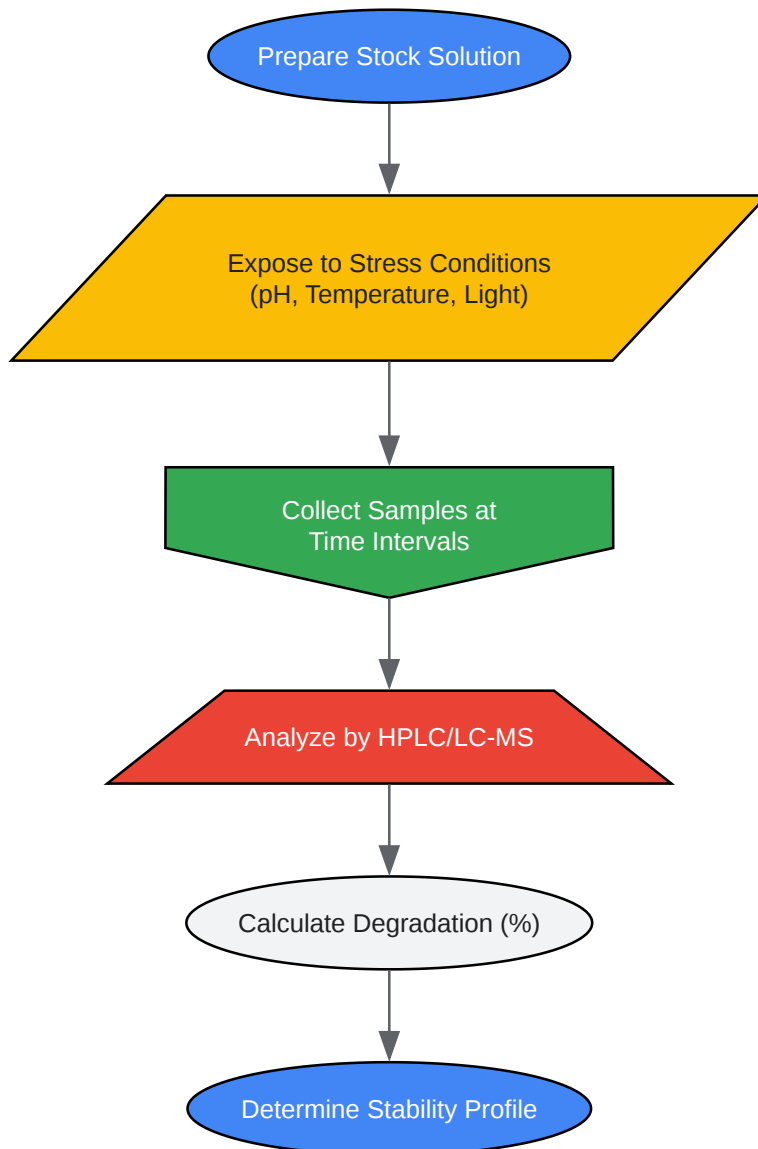 Prepare Stock Solution
Expose to Stress Conditions
(pH, Temperature, Light)
Collect Samples at
Time Intervals
Analyze by HPLC/LC-MS
Calculate Degradation (%)
Determine Stability Profile